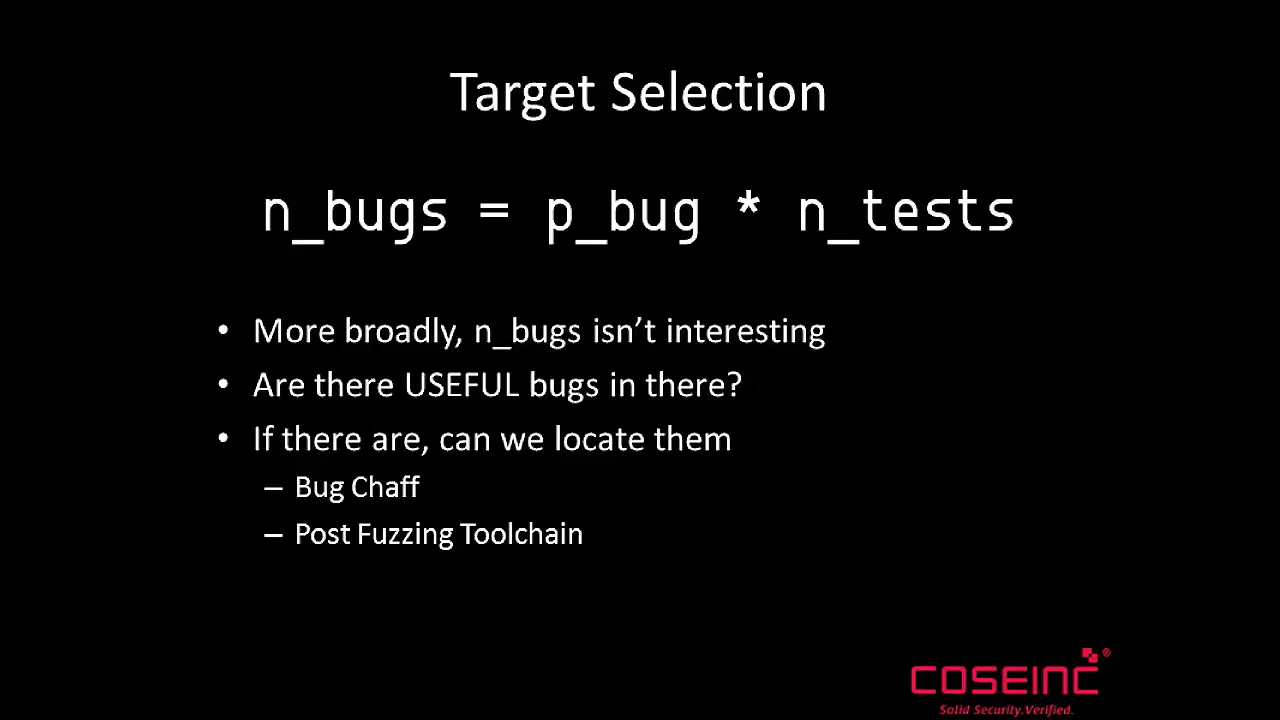 Target Selection
n_bugs = p_bug * n_tests
• More broadly, n_bugs isn’t interesting
• Are there USEFUL bugs in there?
• If there are, can we locate them
– Bug Chaff
– Post Fuzzing Toolchain
COSEINC®
Solid Security.Verified.